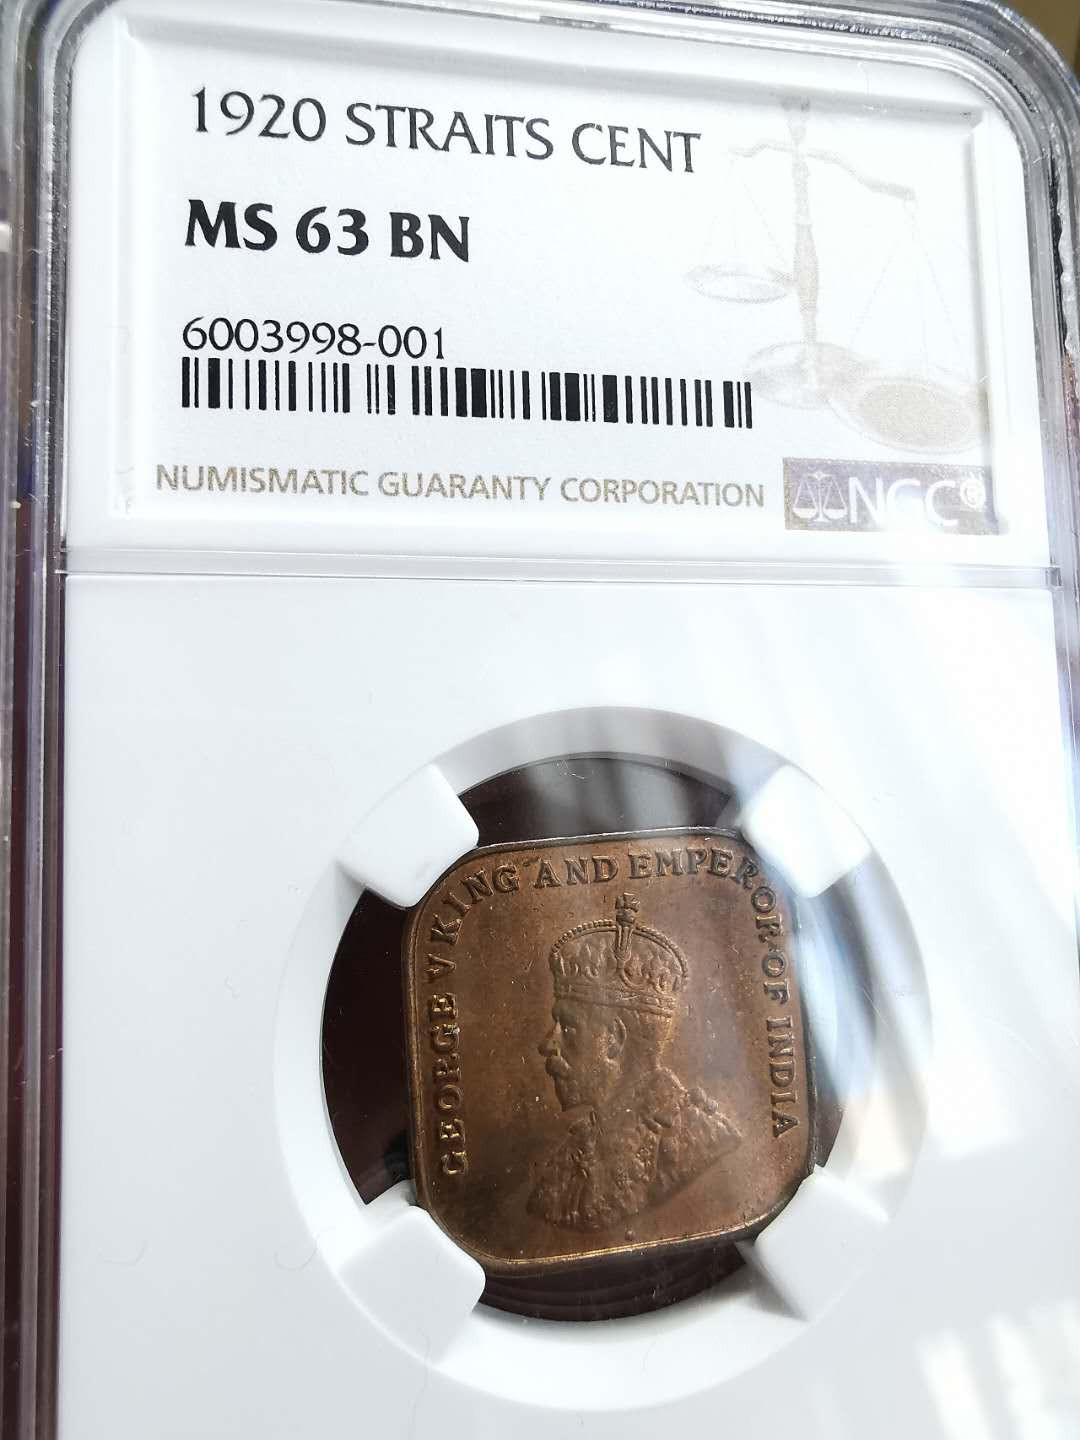 1920 STRAITS CENT
MS 63 BN
6003998-001
NUMISMATIC GUARANTY CORPORATION NGC®
GEORGE V KING AND EMPEROR OF INDIA